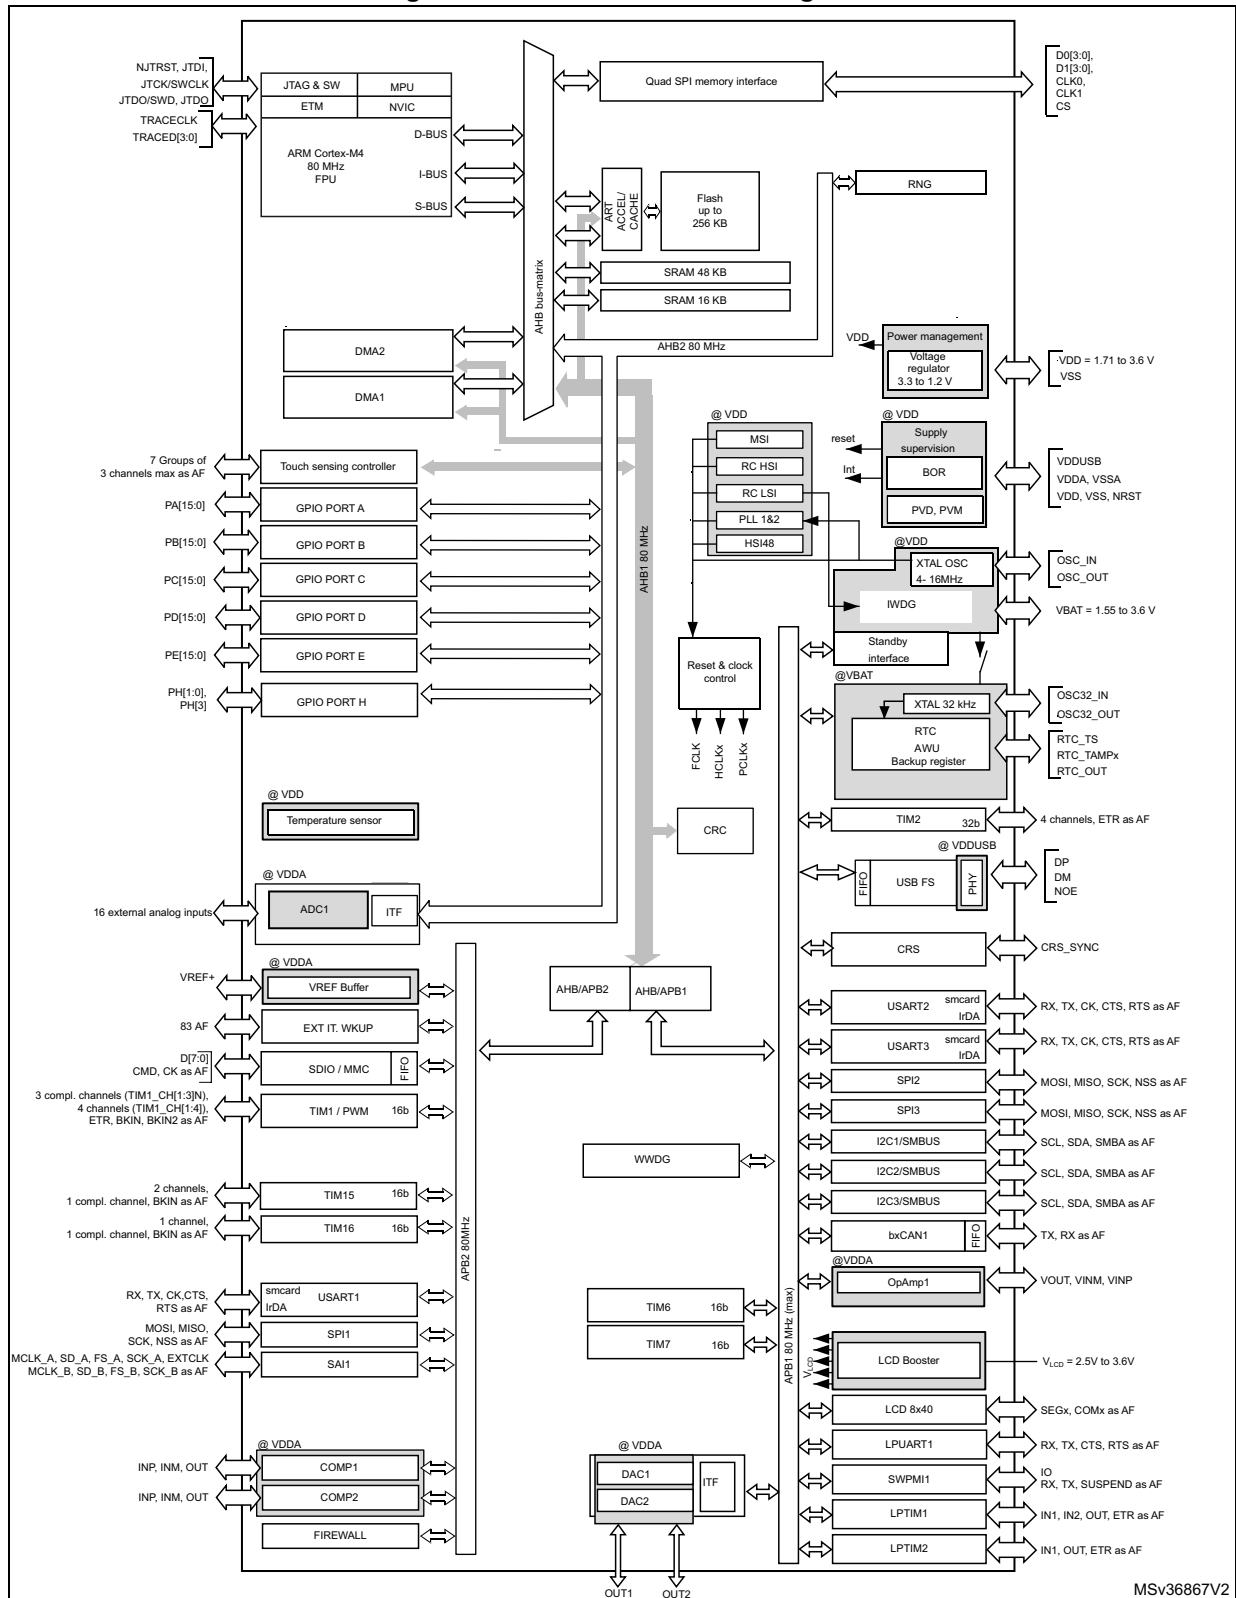 NJTRST, JTDI,
JTCK/SWCLK
JTDO/SWD, JTDO
TRACECLK
TRACED[3:0]
JTAG & SW
MPU
ETM
NVIC
ARM Cortex-M4
80 MHz
FPU
D-BUS
I-BUS
S-BUS
AHB bus-matrix
Quad SPI memory interface
D0[3:0],
D1[3:0],
CLK0,
CLK1
CS
ART
ACCEL/
CACHE
Flash
up to
256 KB
RNG
SRAM 48 KB
SRAM 16 KB
AHB2 80 MHz
DMA2
DMA1
VDD
Power management
Voltage
regulator
3.3 to 1.2 V
VDD = 1.71 to 3.6 V
VSS
@ VDD
MSI
RC HSI
RC LSI
PLL 1&2
HSI48
@ VDD
reset
Int
Supply
supervision
BOR
PVD, PVM
VDDUSB
VDDA, VSSA
VDD, VSS, NRST
7 Groups of
3 channels max as AF
Touch sensing controller
PA[15:0]
GPIO PORT A
PB[15:0]
GPIO PORT B
PC[15:0]
GPIO PORT C
PD[15:0]
GPIO PORT D
PE[15:0]
GPIO PORT E
PH[1:0],
PH[3]
GPIO PORT H
AHB1 80 MHz
@VDD
XTAL OSC
4- 16MHz
IWDG
OSC_IN
OSC_OUT
VBAT = 1.55 to 3.6 V
Standby
interface
Reset & clock
control
FCLK
HCLKx
PCLKx
@VBAT
XTAL 32 kHz
RTC
AWU
Backup register
OSC32_IN
OSC32_OUT
RTC_TS
RTC_TAMPx
RTC_OUT
@ VDD
Temperature sensor
CRC
TIM2
32b
4 channels, ETR as AF
@ VDDUSB
FIFO
USB FS
PHY
DP
DM
NOE
@ VDDA
16 external analog inputs
ADC1
ITF
CRS
CRS_SYNC
VREF+
@ VDDA
VREF Buffer
AHB/APB2
AHB/APB1
83 AF
EXT IT. WKUP
D[7:0]
CMD, CK as AF
SDIO / MMC
FIFO
3 compl. channels (TIM1_CH[1:3]N),
4 channels (TIM1_CH[1:4]),
ETR, BKIN, BKIN2 as AF
TIM1 / PWM
16b
USART2
smcard
IrDA
RX, TX, CK, CTS, RTS as AF
USART3
smcard
IrDA
RX, TX, CK, CTS, RTS as AF
SPI2
MOSI, MISO, SCK, NSS as AF
SPI3
MOSI, MISO, SCK, NSS as AF
WWDG
I2C1/SMBUS
SCL, SDA, SMBA as AF
I2C2/SMBUS
SCL, SDA, SMBA as AF
I2C3/SMBUS
SCL, SDA, SMBA as AF
bxCAN1
FIFO
TX, RX as AF
2 channels,
1 compl. channel, BKIN as AF
TIM15
16b
1 channel,
1 compl. channel, BKIN as AF
TIM16
16b
APB2 80MHz
APB1 80 MHz (max)
@VDDA
OpAmp1
VOUT, VINM, VINP
RX, TX, CK,CTS,
RTS as AF
smcard
IrDA
USART1
TIM6
16b
MOSI, MISO,
SCK, NSS as AF
SPI1
TIM7
16b
MCLK_A, SD_A, FS_A, SCK_A, EXTCLK
MCLK_B, SD_B, FS_B, SCK_B as AF
SAI1
VLCD
LCD Booster
VLCD = 2.5V to 3.6V
LCD 8x40
SEGx, COMx as AF
LPUART1
RX, TX, CTS, RTS as AF
SWPMI1
IO
RX, TX, SUSPEND as AF
LPTIM1
IN1, IN2, OUT, ETR as AF
LPTIM2
IN1, OUT, ETR as AF
@ VDDA
INP, INM, OUT
COMP1
INP, INM, OUT
COMP2
FIREWALL
@ VDDA
DAC1
DAC2
ITF
OUT1
OUT2
MSv36867V2